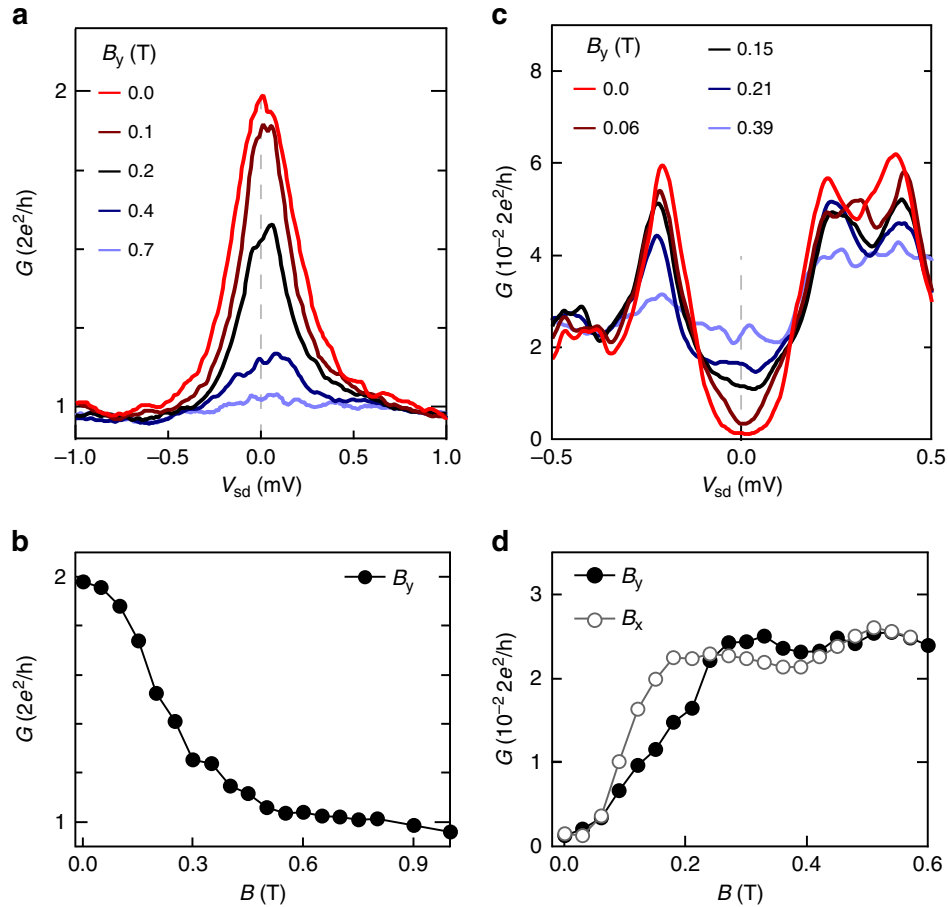 a
B_y (T)
0.0
0.1
0.2
0.4
0.7
2
1
G (2e²/h)
−1.0 −0.5 0.0 0.5 1.0
V_sd (mV)
c
B_y (T)
0.0
0.06
0.15
0.21
0.39
8
6
4
2
0
G (10⁻² 2e²/h)
−0.5 0.0 0.5
V_sd (mV)
b
B_y
2
1
G (2e²/h)
0.0 0.3 0.6 0.9
B (T)
d
B_y
B_x
3
2
1
0
G (10⁻² 2e²/h)
0.0 0.2 0.4 0.6
B (T)